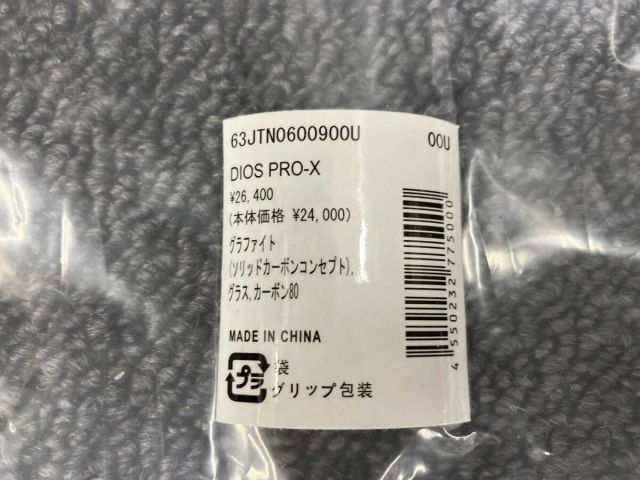 63JTN0600900U 00U
DIOS PRO-X
¥26,400
(本体価格 ¥24,000)
グラファイト
(ソリッドカーボンコンセプト),
グラス,カーボン80
MADE IN CHINA
プラ
袋
グリップ包装
4 550232 775000